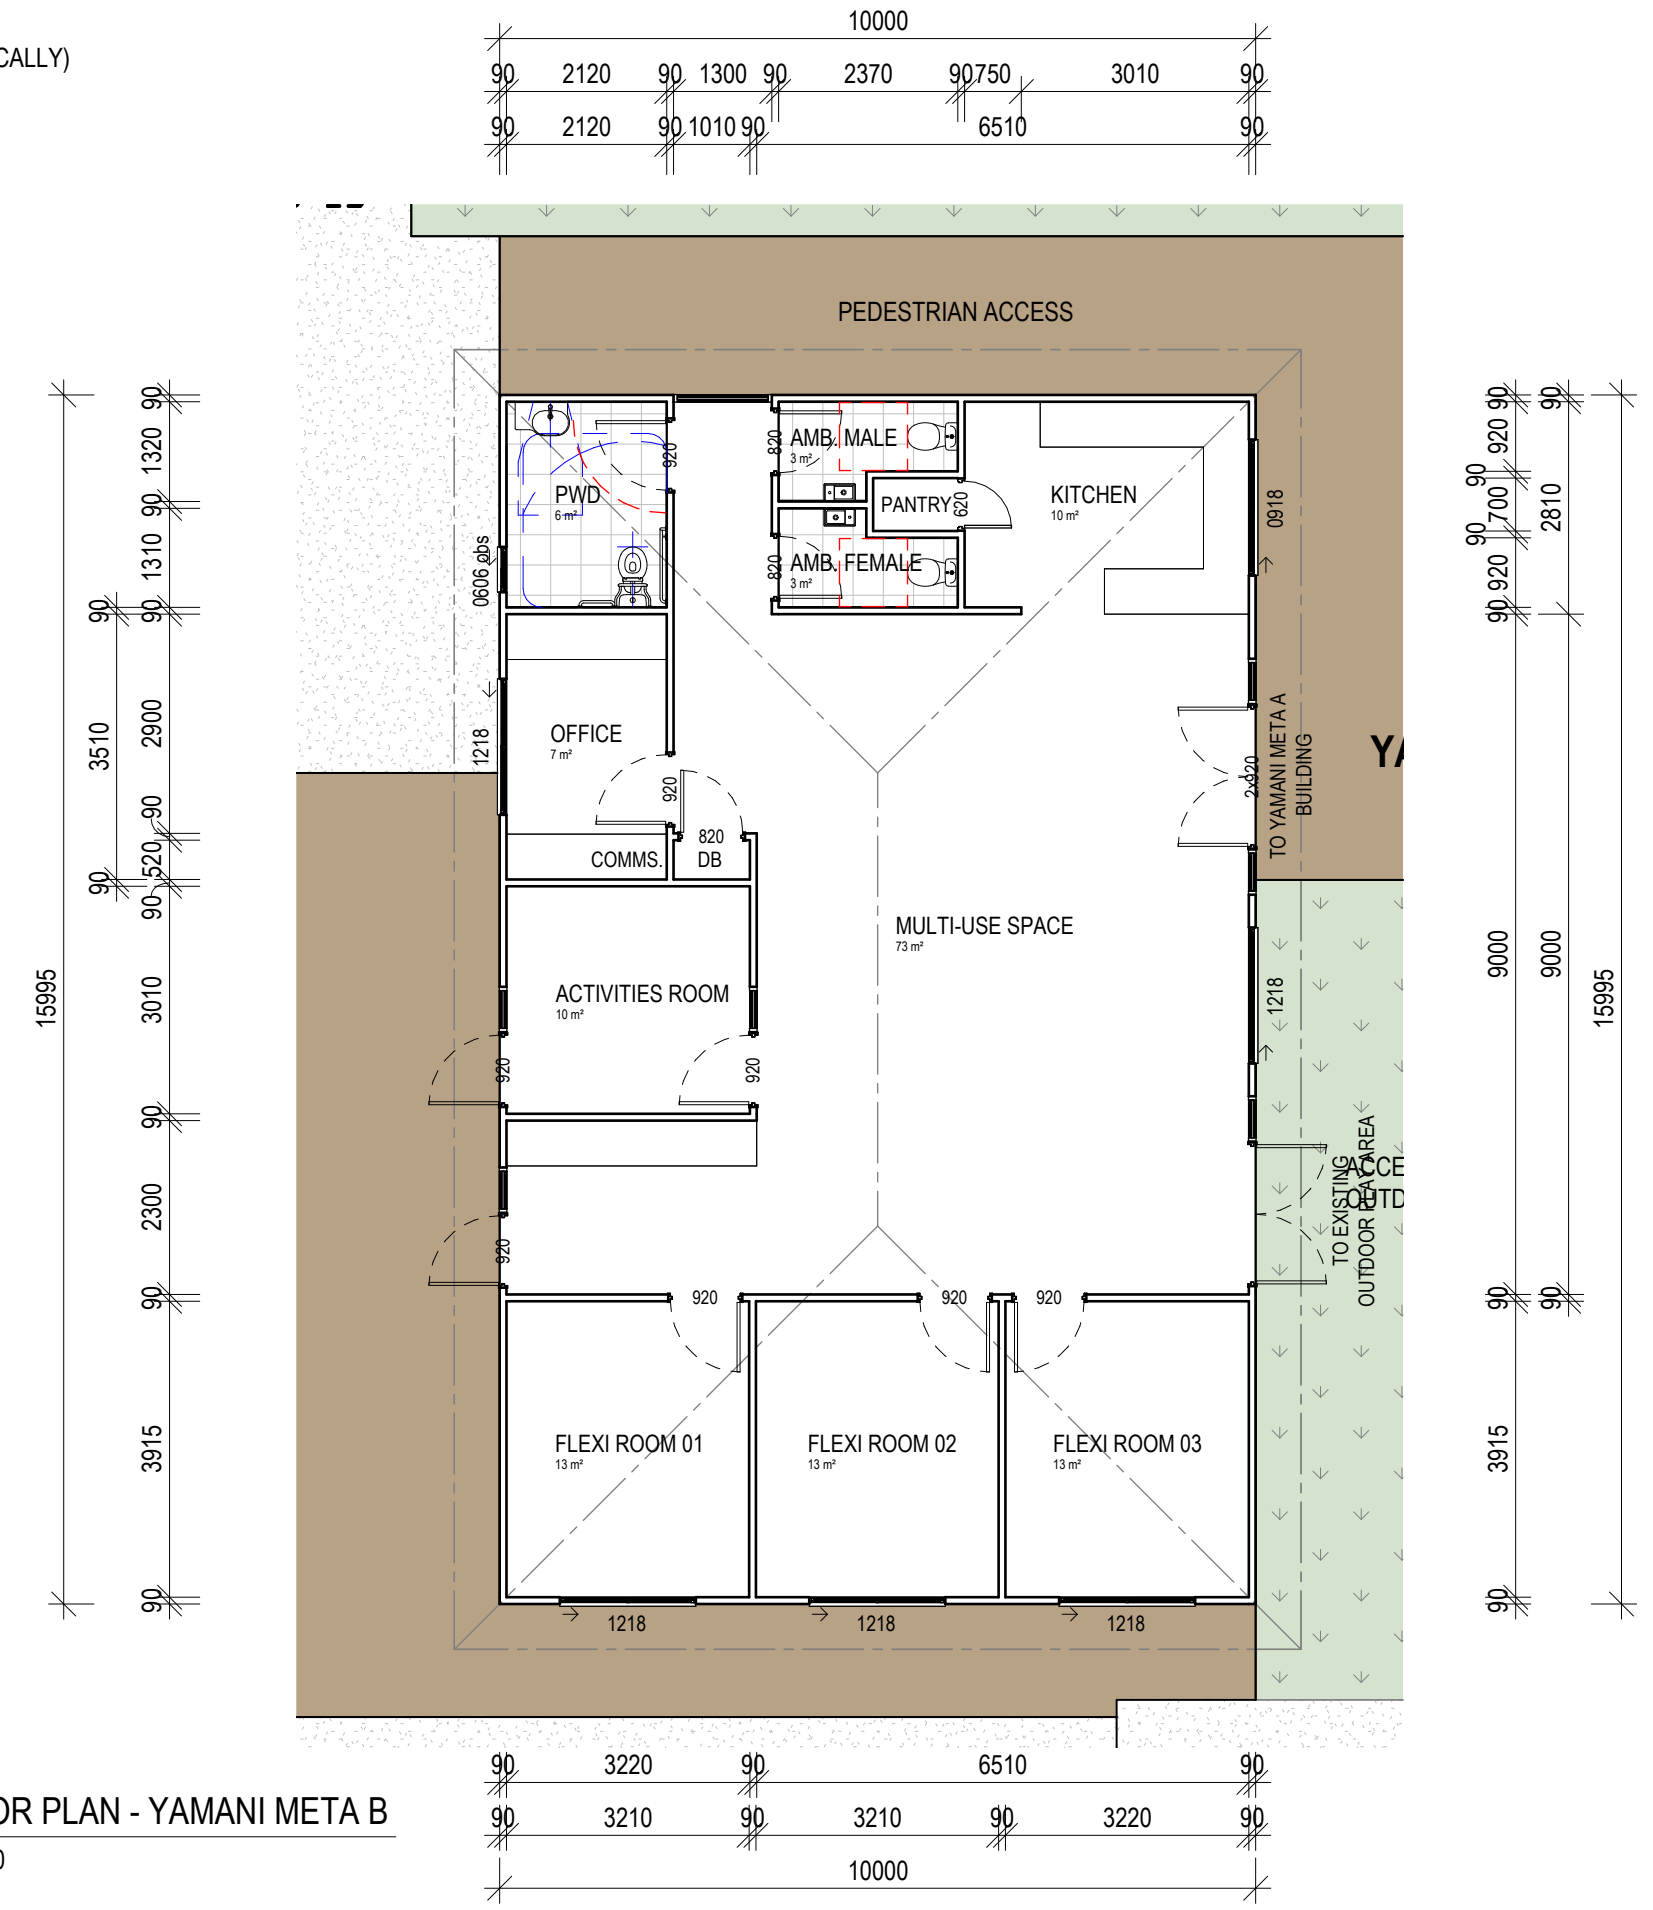 CALLY)
10000
90 2120 90 1300 90 2370 90 750 3010 90
90 2120 90 1010 90 6510 90
PEDESTRIAN ACCESS
90 1320 90 1310 90 2900 90 520 90 3010 90 2300 90 3915 90
90 3510 90
15995
90 920 90 700 90 920 90 9000 90 3915 90
90 2810 9000 90
15995
PWD
6 m²
920
0606 obs
AMB. MALE
3 m²
820
PANTRY
620
KITCHEN
10 m²
0918
AMB. FEMALE
3 m²
820
OFFICE
7 m²
1218
920
820
DB
COMMS.
2x920
TO YAMANI META A
BUILDING
YA
MULTI-USE SPACE
73 m²
ACTIVITIES ROOM
10 m²
920
920
1218
920
TO EXISTING
OUTDOOR PLAY AREA
ACCE
OUTD
920
920
920
FLEXI ROOM 01
13 m²
FLEXI ROOM 02
13 m²
FLEXI ROOM 03
13 m²
1218
1218
1218
90 3220 90 6510 90
90 3210 90 3210 90 3220 90
10000
OR PLAN - YAMANI META B
0